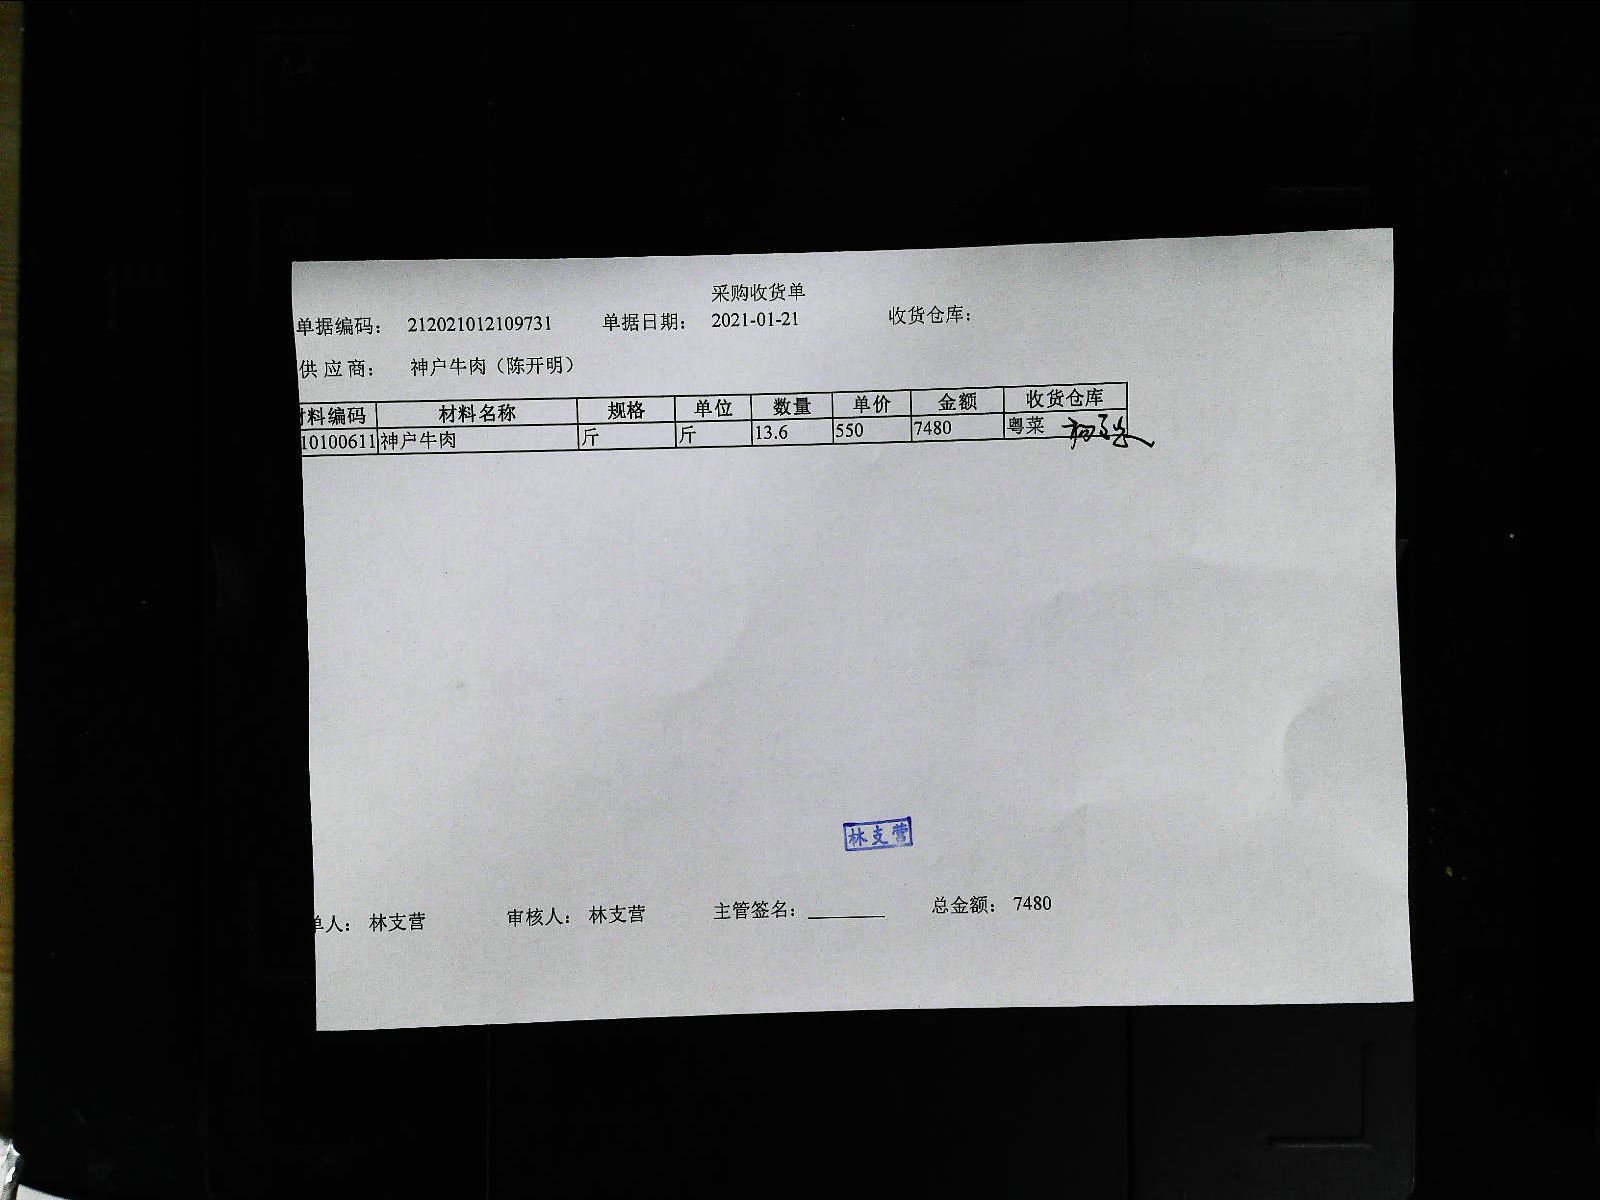 采购收货单
单据编码： 212021012109731 单据日期： 2021-01-21 收货仓库：
供 应 商： 神户牛肉（陈开明）
材料编码 材料名称 规格 单位 数量 单价 金额 收货仓库
10100611 神户牛肉 斤 斤 13.6 550 7480 粤菜
林支营
单人： 林支营 审核人： 林支营 主管签名： 总金额： 7480